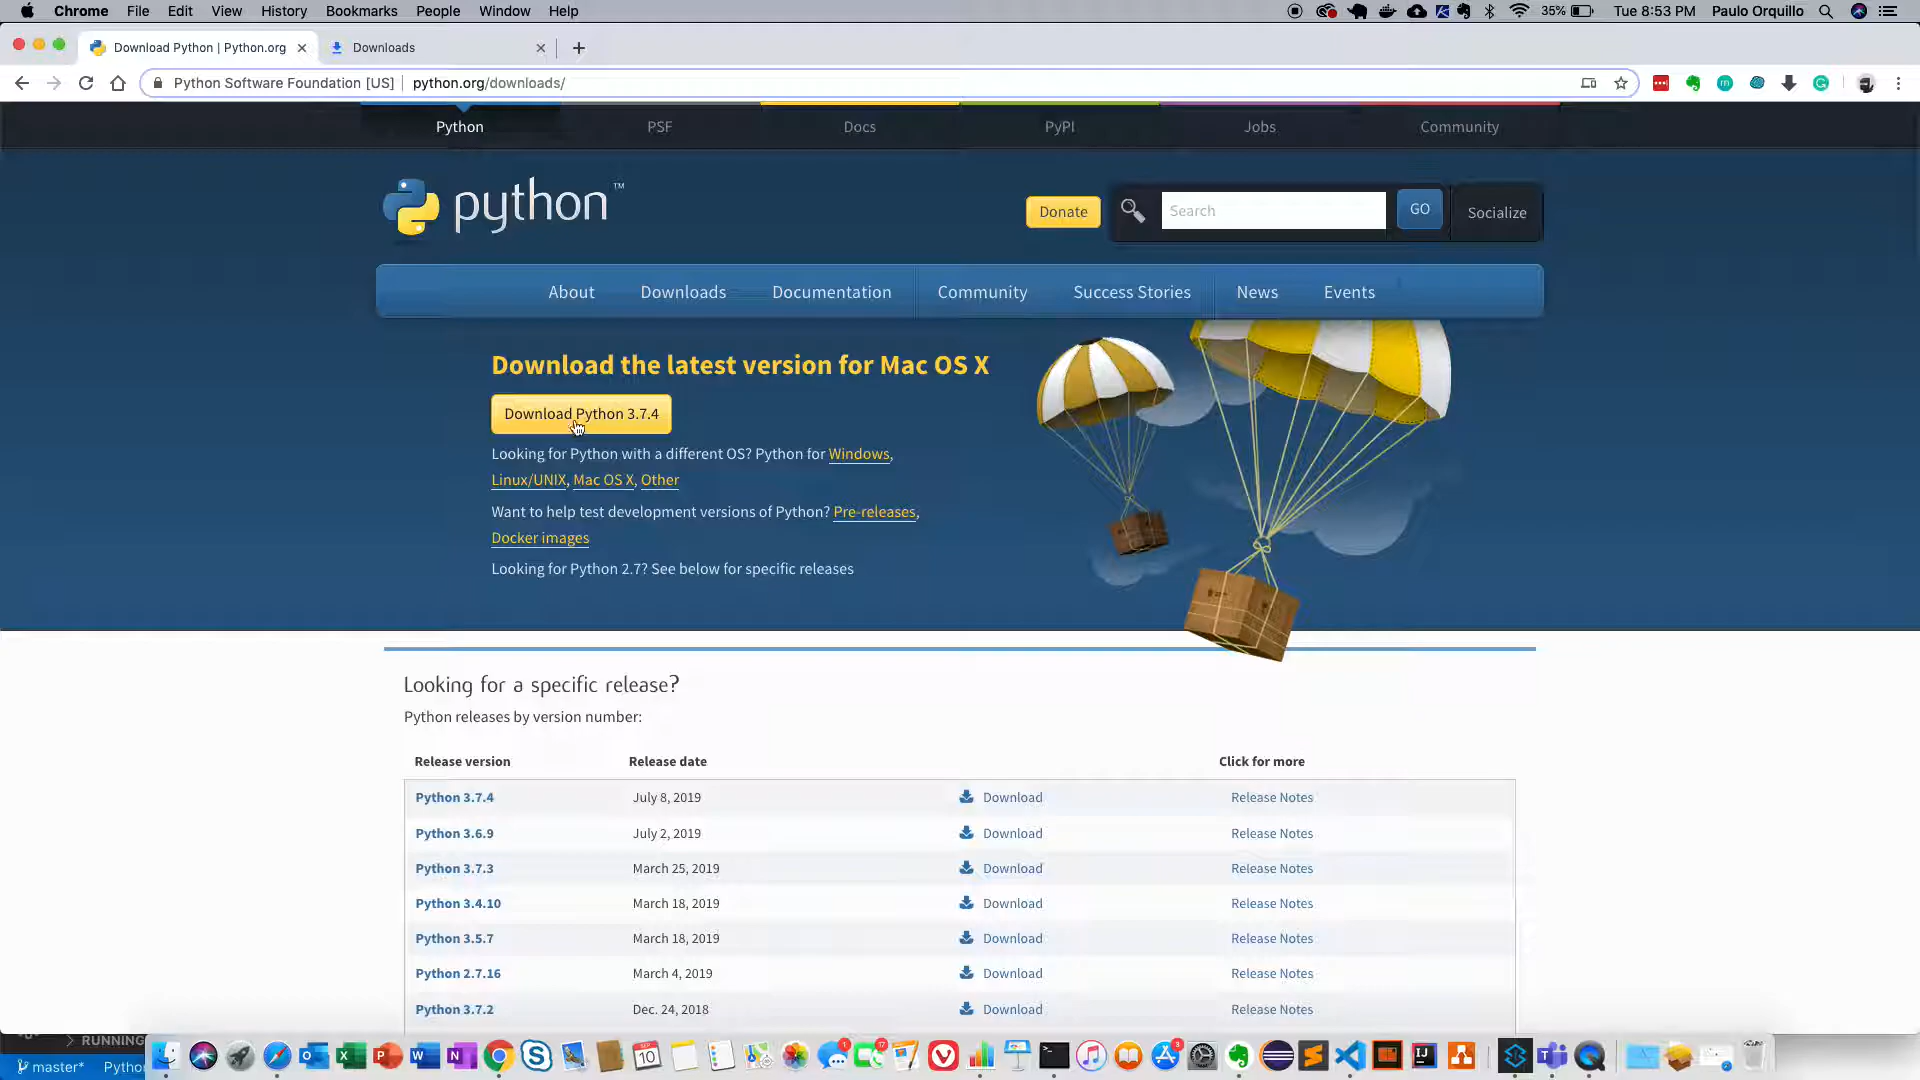 Chrome File Edit View History Bookmarks People Window Help 35% Tue 8:53 PM Paulo Orquillo
Download Python | Python.org Downloads
Python Software Foundation [US] python.org/downloads/
Python PSF Docs PyPI Jobs Community
python™ Donate Search GO Socialize
About Downloads Documentation Community Success Stories News Events
Download the latest version for Mac OS X
Download Python 3.7.4
Looking for Python with a different OS? Python for Windows,
Linux/UNIX, Mac OS X, Other
Want to help test development versions of Python? Pre-releases,
Docker images
Looking for Python 2.7? See below for specific releases
Looking for a specific release?
Python releases by version number:
Release version Release date Click for more
Python 3.7.4 July 8, 2019 Download Release Notes
Python 3.6.9 July 2, 2019 Download Release Notes
Python 3.7.3 March 25, 2019 Download Release Notes
Python 3.4.10 March 18, 2019 Download Release Notes
Python 3.5.7 March 18, 2019 Download Release Notes
Python 2.7.16 March 4, 2019 Download Release Notes
Python 3.7.2 Dec. 24, 2018 Download Release Notes
RUNNING
master* Pytho